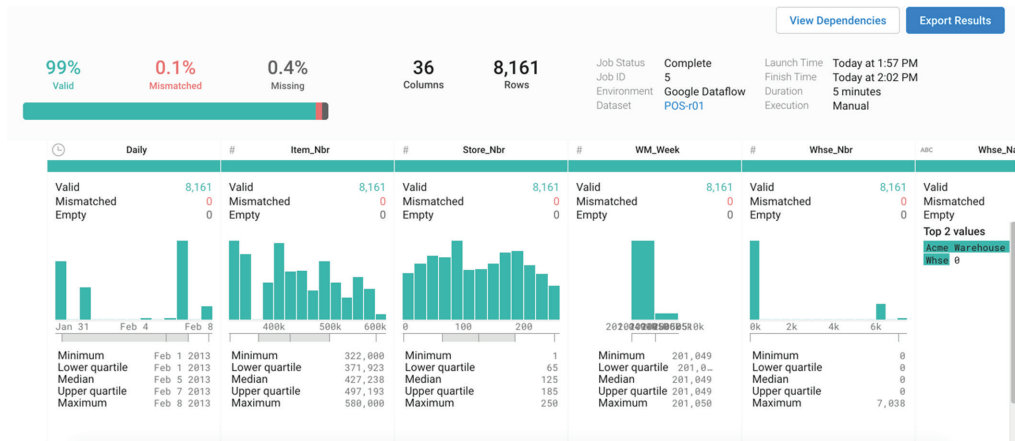 View Dependencies
Export Results
99%
Valid
0.1%
Mismatched
0.4%
Missing
36
Columns
8,161
Rows
Job Status Complete
Job ID 5
Environment Google Dataflow
Dataset POS-r01
Launch Time Today at 1:57 PM
Finish Time Today at 2:02 PM
Duration 5 minutes
Execution Manual
Daily
Valid 8,161
Mismatched 0
Empty 0
Jan 31 Feb 4 Feb 8
Minimum Feb 1 2013
Lower quartile Feb 1 2013
Median Feb 5 2013
Upper quartile Feb 7 2013
Maximum Feb 8 2013
# Item_Nbr
Valid 8,161
Mismatched 0
Empty 0
400k 500k 600k
Minimum 322,000
Lower quartile 371,923
Median 427,238
Upper quartile 497,193
Maximum 580,000
# Store_Nbr
Valid 8,161
Mismatched 0
Empty 0
0 100 200
Minimum 1
Lower quartile 65
Median 125
Upper quartile 185
Maximum 250
# WM_Week
Valid 8,161
Mismatched 0
Empty 0
Minimum 201,049
Lower quartile 201,0…
Median 201,049
Upper quartile 201,049
Maximum 201,050
# Whse_Nbr
Valid 8,161
Mismatched 0
Empty 0
0k 2k 4k 6k
Minimum 0
Lower quartile 0
Median 0
Upper quartile 0
Maximum 7,038
ABC Whse_Na
Valid
Mismatched
Empty
Top 2 values
Acme Warehouse
Whse 0